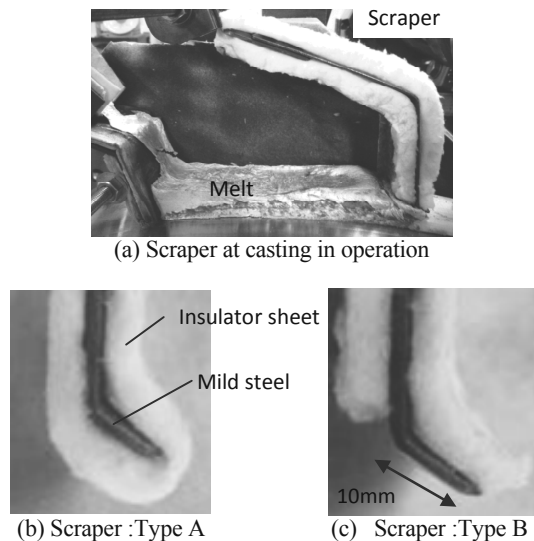 Scraper
Melt
(a) Scraper at casting in operation
Insulator sheet
Mild steel
10mm
(b) Scraper :Type A
(c) Scraper :Type B